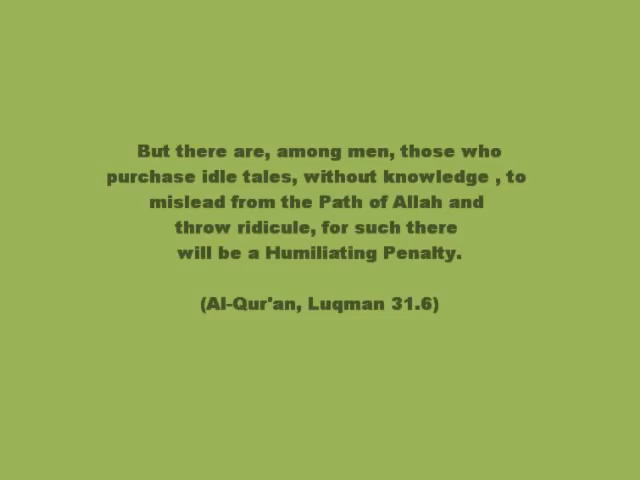 But there are, among men, those who
purchase idle tales, without knowledge , to
mislead from the Path of Allah and
throw ridicule, for such there
will be a Humiliating Penalty.
(Al-Qur'an, Luqman 31.6)